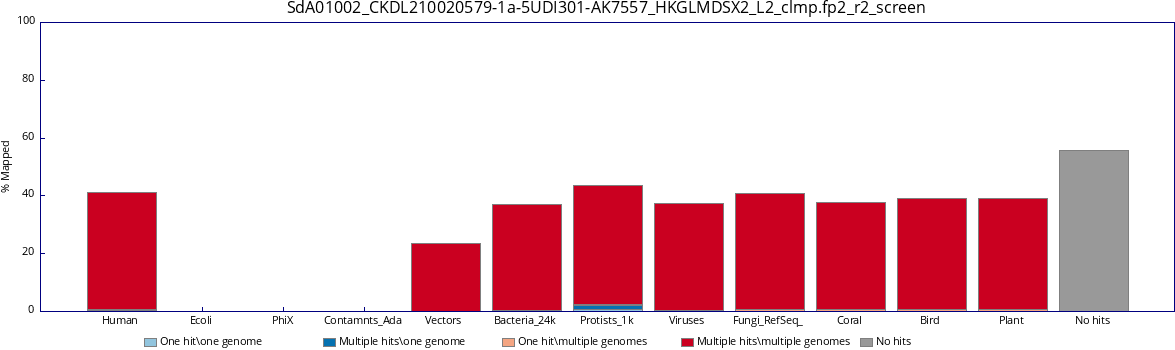 SdA01002_CKDL210020579-1a-5UDI301-AK7557_HKGLMDSX2_L2_clmp.fp2_r2_screen
100
80
60
40
20
0
% Mapped
Human Ecoli PhiX Contamnts_Ada Vectors Bacteria_24k Protists_1k Viruses Fungi_RefSeq_ Coral Bird Plant No hits
One hit\one genome Multiple hits\one genome One hit\multiple genomes Multiple hits\multiple genomes No hits